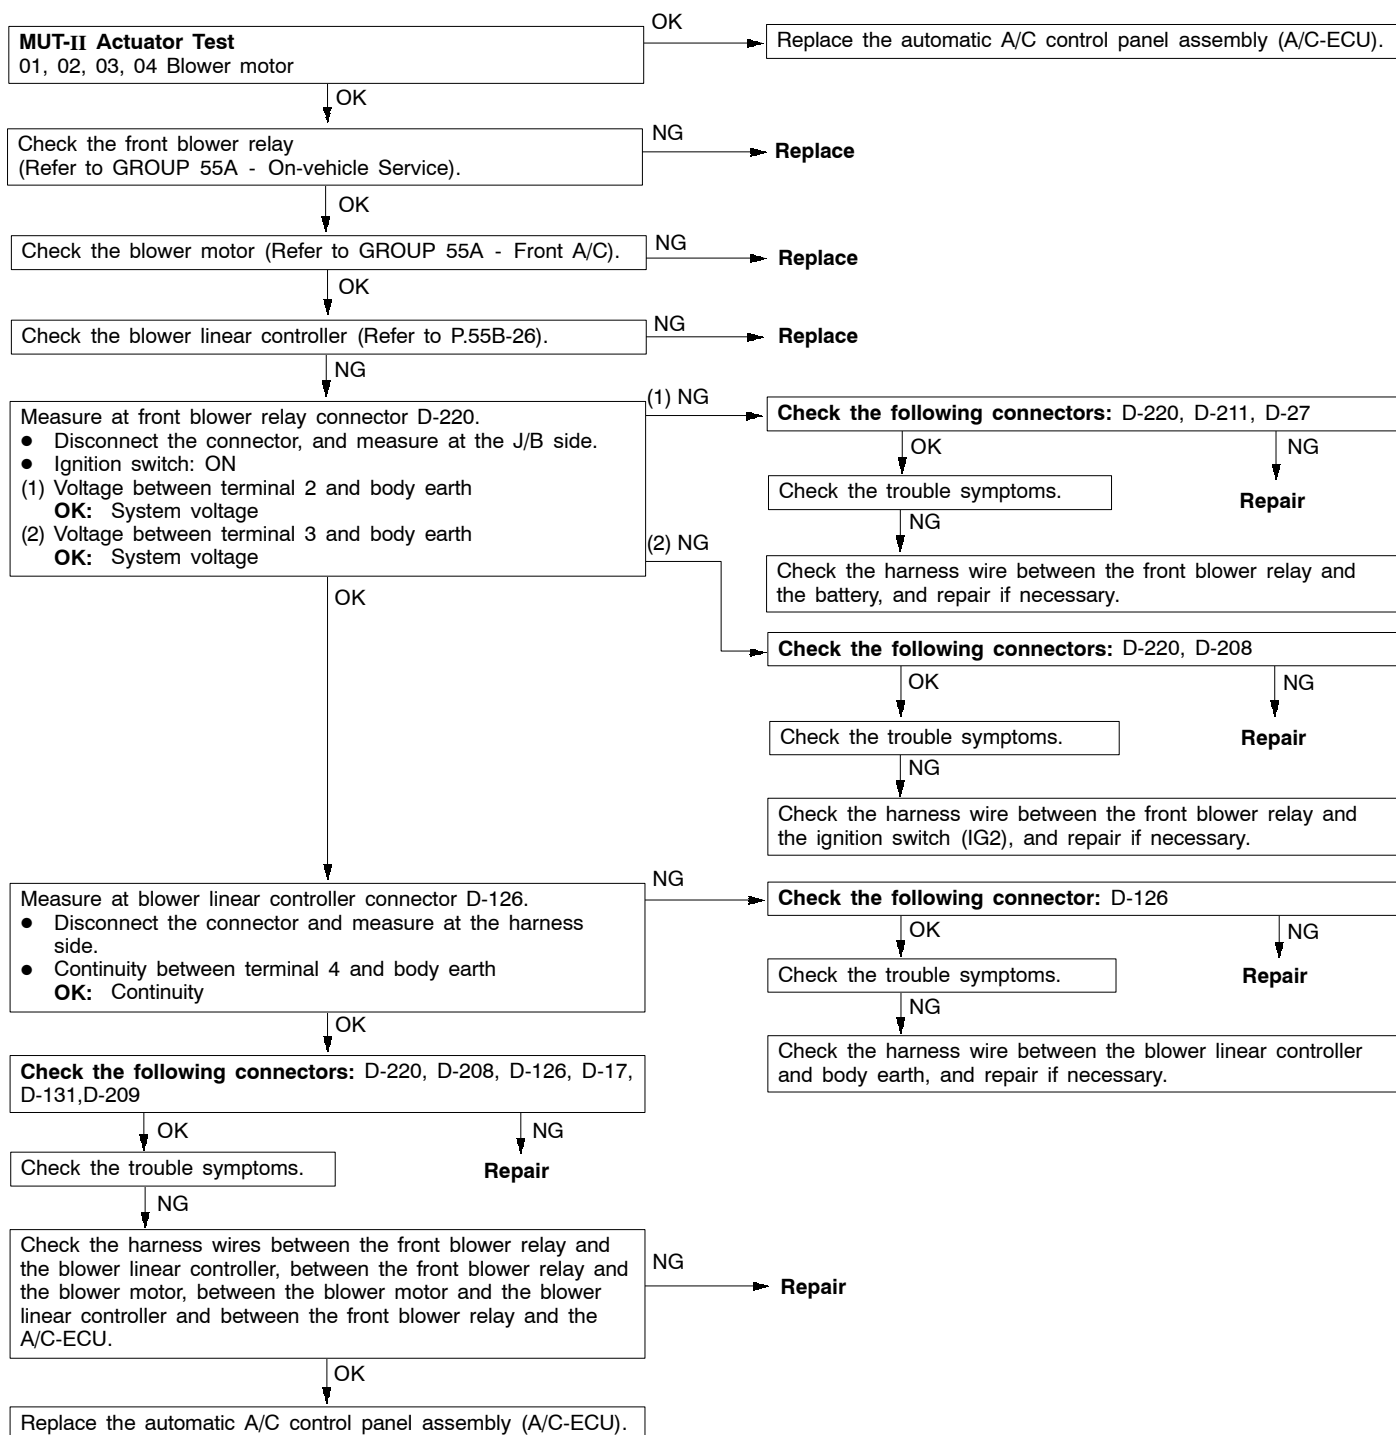 MUT-II Actuator Test
01, 02, 03, 04 Blower motor
OK
Replace the automatic A/C control panel assembly (A/C-ECU).
OK
Check the front blower relay
(Refer to GROUP 55A - On-vehicle Service).
NG
Replace
OK
Check the blower motor (Refer to GROUP 55A - Front A/C).
NG
Replace
OK
Check the blower linear controller (Refer to P.55B-26).
NG
Replace
NG
Measure at front blower relay connector D-220.
● Disconnect the connector, and measure at the J/B side.
● Ignition switch: ON
(1) Voltage between terminal 2 and body earth
OK: System voltage
(2) Voltage between terminal 3 and body earth
OK: System voltage
(1) NG
Check the following connectors: D-220, D-211, D-27
OK
NG
Check the trouble symptoms.
Repair
NG
Check the harness wire between the front blower relay and
the battery, and repair if necessary.
(2) NG
Check the following connectors: D-220, D-208
OK
NG
Check the trouble symptoms.
Repair
NG
Check the harness wire between the front blower relay and
the ignition switch (IG2), and repair if necessary.
OK
Measure at blower linear controller connector D-126.
● Disconnect the connector and measure at the harness
side.
● Continuity between terminal 4 and body earth
OK: Continuity
NG
Check the following connector: D-126
OK
NG
Check the trouble symptoms.
Repair
NG
Check the harness wire between the blower linear controller
and body earth, and repair if necessary.
OK
Check the following connectors: D-220, D-208, D-126, D-17,
D-131,D-209
OK
NG
Check the trouble symptoms.
Repair
NG
Check the harness wires between the front blower relay and
the blower linear controller, between the front blower relay and
the blower motor, between the blower motor and the blower
linear controller and between the front blower relay and the
A/C-ECU.
NG
Repair
OK
Replace the automatic A/C control panel assembly (A/C-ECU).